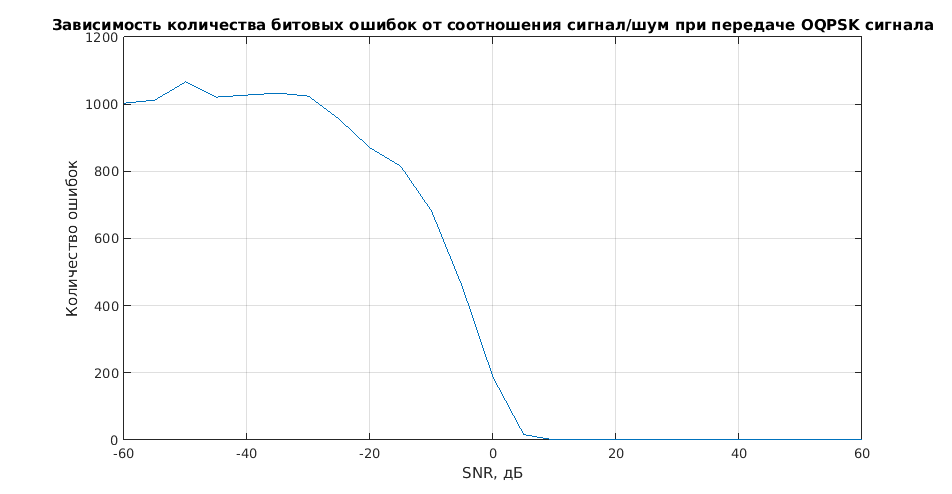 Зависимость количества битовых ошибок от соотношения сигнал/шум при передаче OQPSK сигнала
1200
1000
800
600
400
200
0
Количество ошибок
-60 -40 -20 0 20 40 60
SNR, дБ